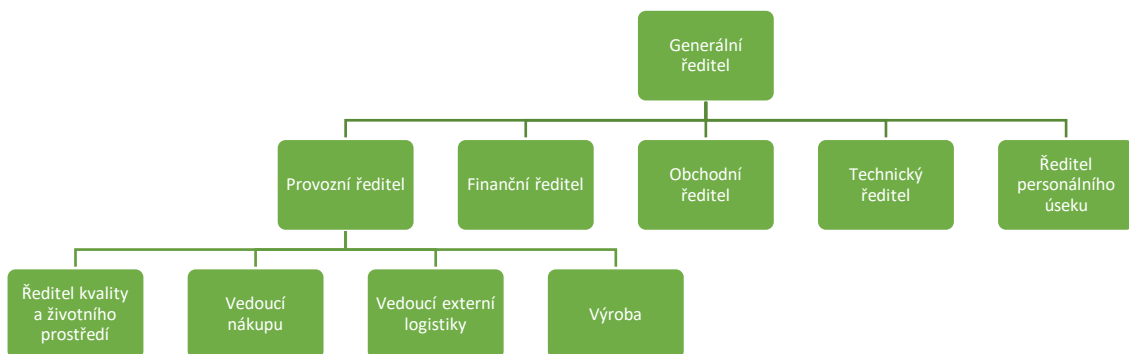 Generální
ředitel
Provozní ředitel
Finanční ředitel
Obchodní
ředitel
Technický
ředitel
Ředitel
personálního
úseku
Ředitel kvality
a životního
prostředí
Vedoucí
nákupu
Vedoucí externí
logistiky
Výroba